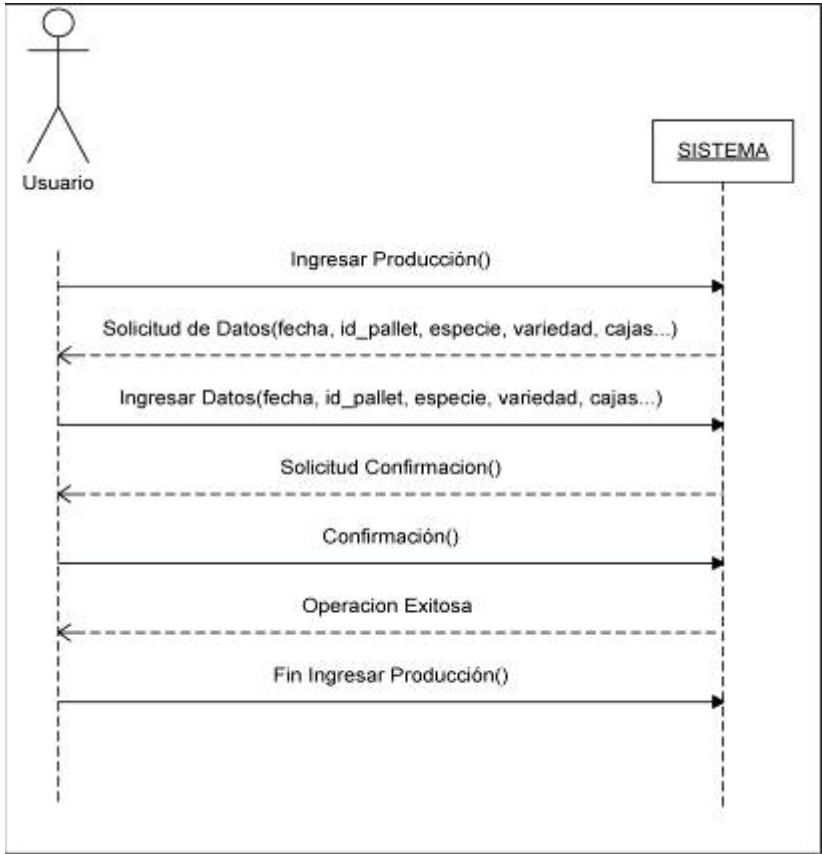 Usuario
SISTEMA
Ingresar Producción()
Solicitud de Datos(fecha, id_pallet, especie, variedad, cajas...)
Ingresar Datos(fecha, id_pallet, especie, variedad, cajas...)
Solicitud Confirmacion()
Confirmación()
Operacion Exitosa
Fin Ingresar Producción()